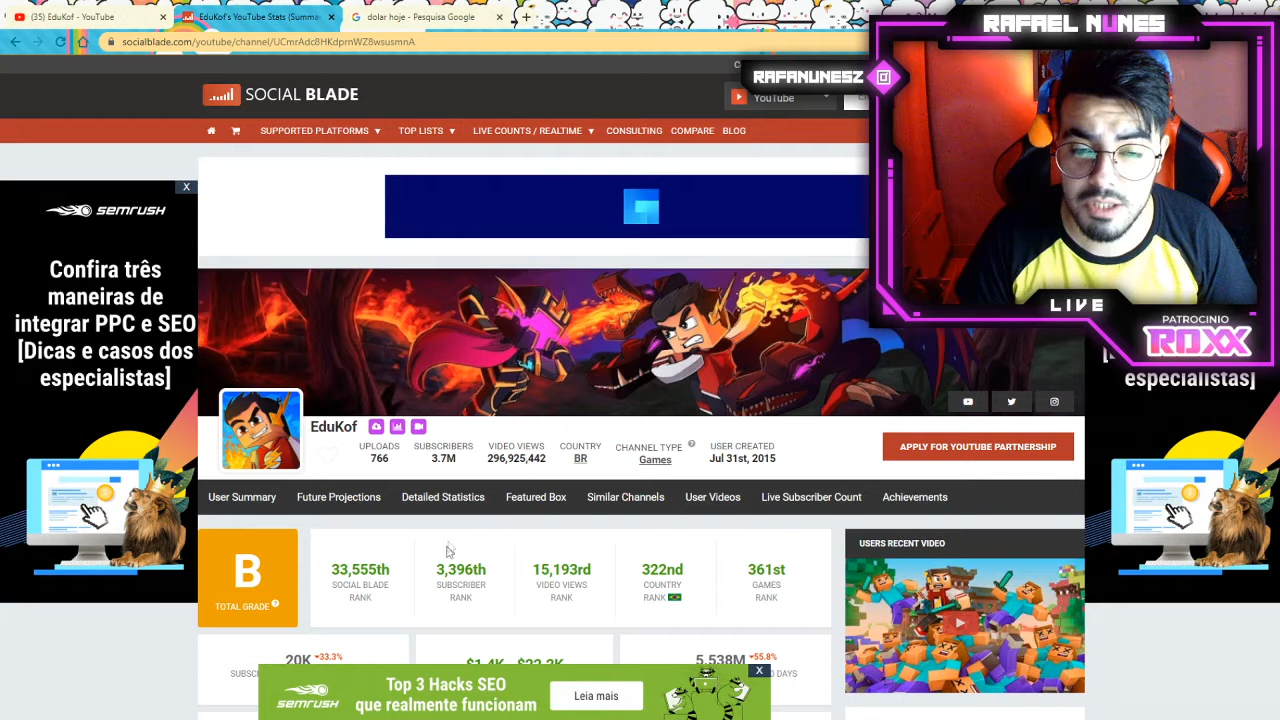 (35) EduKof - YouTube
EduKof's YouTube Stats (Summa
dolar hoje - Pesquisa Google
socialblade.com/youtube/channel/UCmrAdc8HKdprnWZ8wsusmnA
RAFAEL NUNES
RAFANUNESZ
LIVE
PATROCINIO
ROXX
SOCIAL BLADE
YouTube
SUPPORTED PLATFORMS
TOP LISTS
LIVE COUNTS / REALTIME
CONSULTING
COMPARE
BLOG
X
SEMRUSH
Confira três
maneiras de
integrar PPC e SEO
[Dicas e casos dos
especialistas]
especialistas]
EduKof
UPLOADS
766
SUBSCRIBERS
3.7M
VIDEO VIEWS
296,925,442
COUNTRY
BR
CHANNEL TYPE
Games
USER CREATED
Jul 31st, 2015
APPLY FOR YOUTUBE PARTNERSHIP
User Summary
Future Projections
Detailed Statistics
Featured Box
Similar Channels
User Videos
Live Subscriber Count
Achievements
B
TOTAL GRADE
33,555th
SOCIAL BLADE
RANK
3,396th
SUBSCRIBER
RANK
15,193rd
VIDEO VIEWS
RANK
322nd
COUNTRY
RANK
361st
GAMES
RANK
USERS RECENT VIDEO
20K
33.3%
5.538M
55.8%
DAYS
X
SEMRUSH
Top 3 Hacks SEO
que realmente funcionam
Leia mais